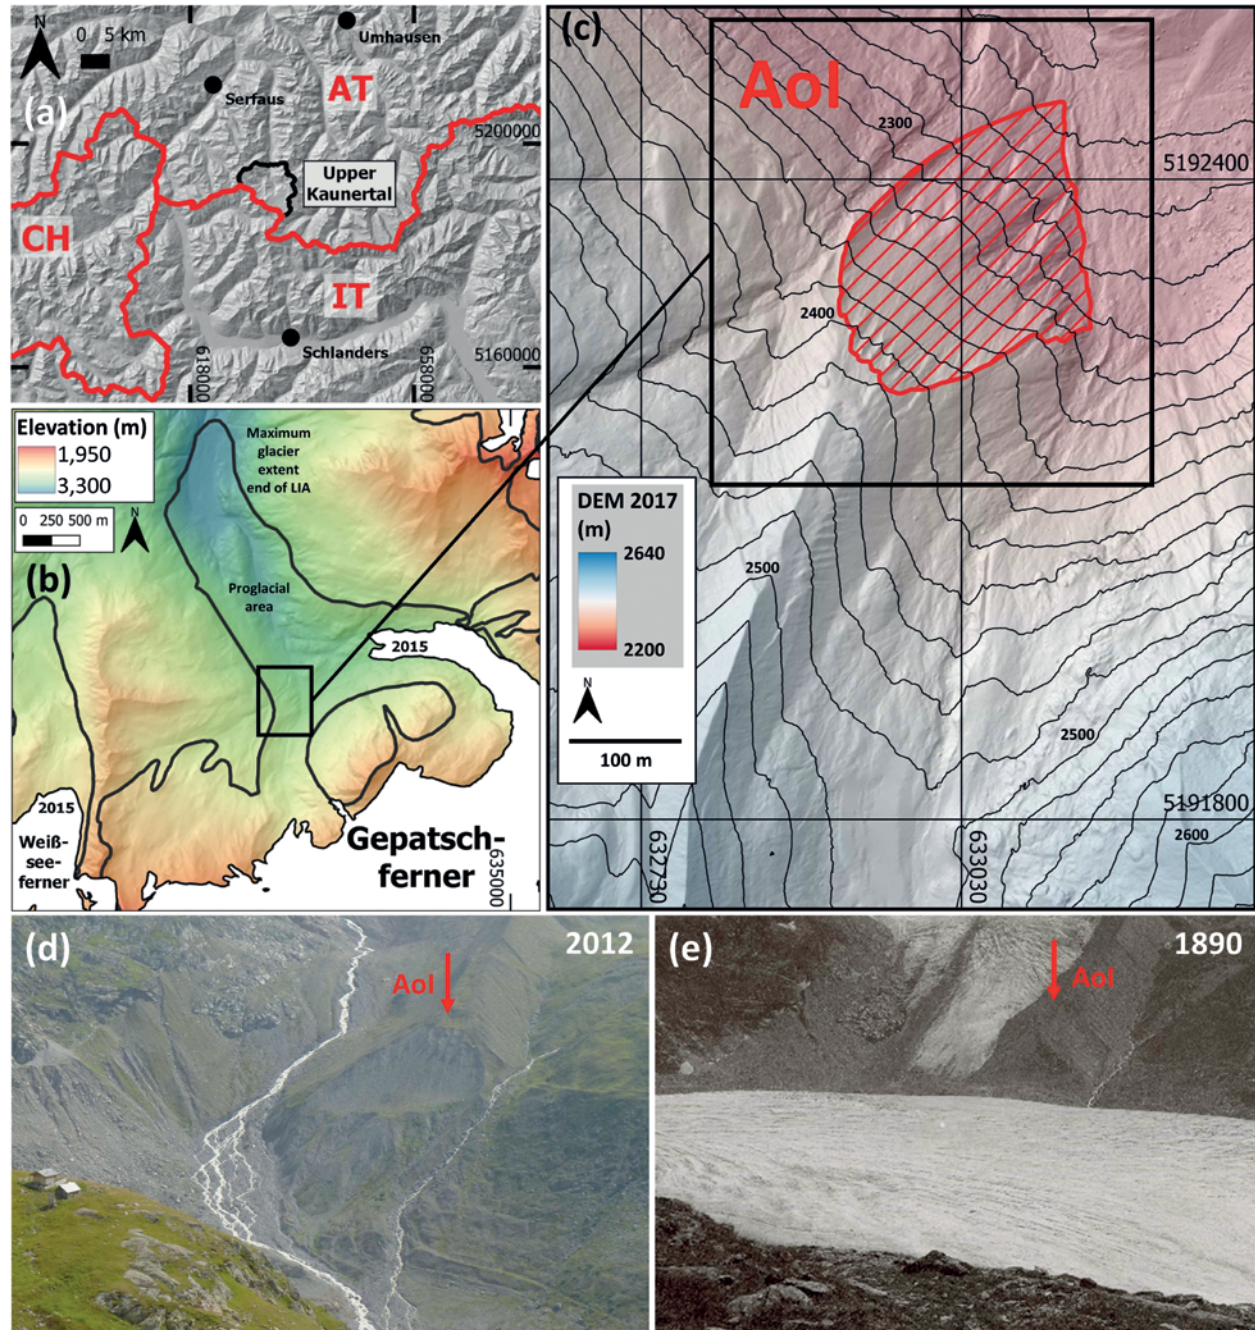 N
0 5 km
(a)
Umhausen
Serfaus
AT
5200000
Upper
Kaunertal
CH
IT
Schlanders
618000
658000
5160000
Elevation (m)
1,950
3,300
0 250 500 m
N
(b)
Maximum
glacier
extent
end of LIA
Proglacial
area
2015
2015
Weiß-
see-
ferner
Gepatsch-
ferner
635000
(c)
AoI
2300
5192400
2400
DEM 2017
(m)
2640
2200
N
100 m
2500
2500
5191800
2600
632730
633030
(d)
2012
AoI
(e)
1890
AoI